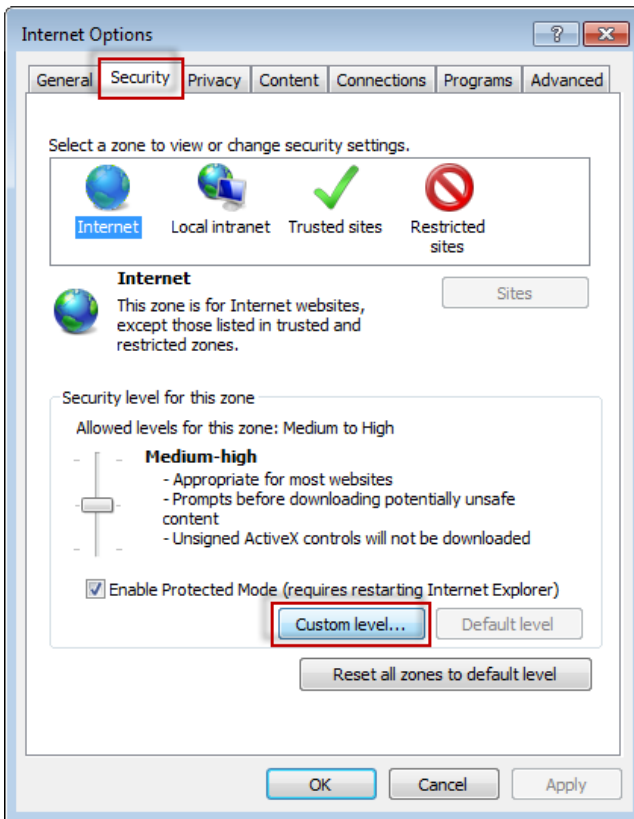 Internet Options
General Security Privacy Content Connections Programs Advanced
Select a zone to view or change security settings.
Internet Local intranet Trusted sites Restricted
sites
Internet
Sites
This zone is for Internet websites,
except those listed in trusted and
restricted zones.
Security level for this zone
Allowed levels for this zone: Medium to High
Medium-high
- Appropriate for most websites
- Prompts before downloading potentially unsafe
content
- Unsigned ActiveX controls will not be downloaded
Enable Protected Mode (requires restarting Internet Explorer)
Custom level... Default level
Reset all zones to default level
OK Cancel Apply